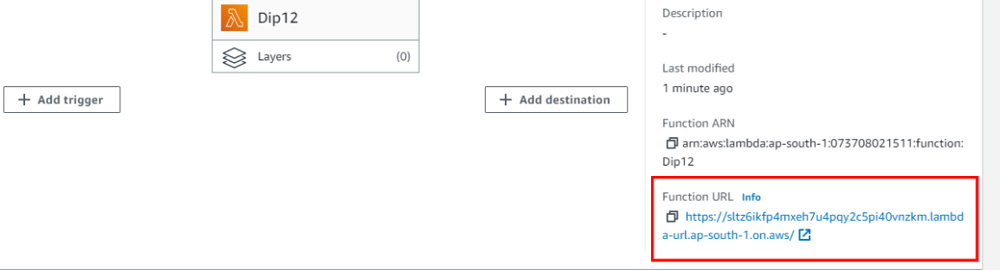 Dip12
Layers (0)
+ Add trigger
+ Add destination
Description
-
Last modified
1 minute ago
Function ARN
arn:aws:lambda:ap-south-1:073708021511:function:
Dip12
Function URL Info
https://sltz6ikfp4mxeh7u4pqy2c5pi40vnzkm.lambd
a-url.ap-south-1.on.aws/